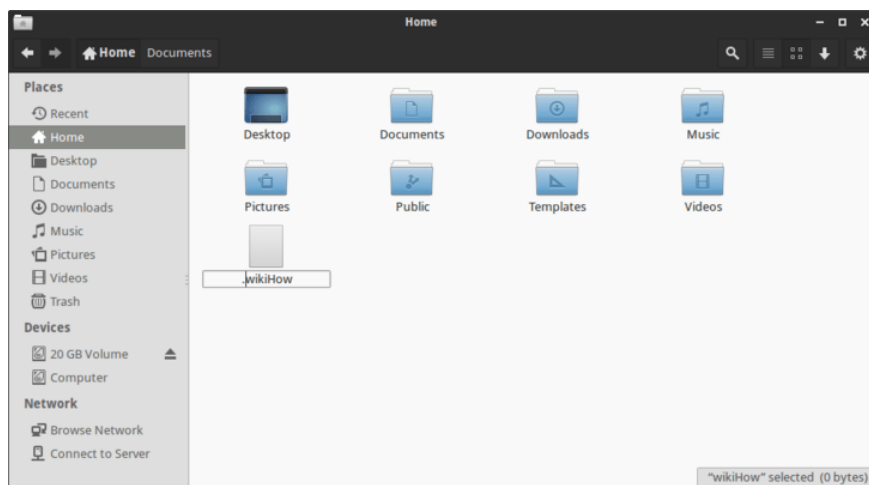 Home
Home Documents
Places
Recent
Home
Desktop
Documents
Downloads
Music
Pictures
Videos
Trash
Devices
20 GB Volume
Computer
Network
Browse Network
Connect to Server
Desktop Documents Downloads Music
Pictures Public Templates Videos
.wikiHow
"wikiHow" selected (0 bytes)